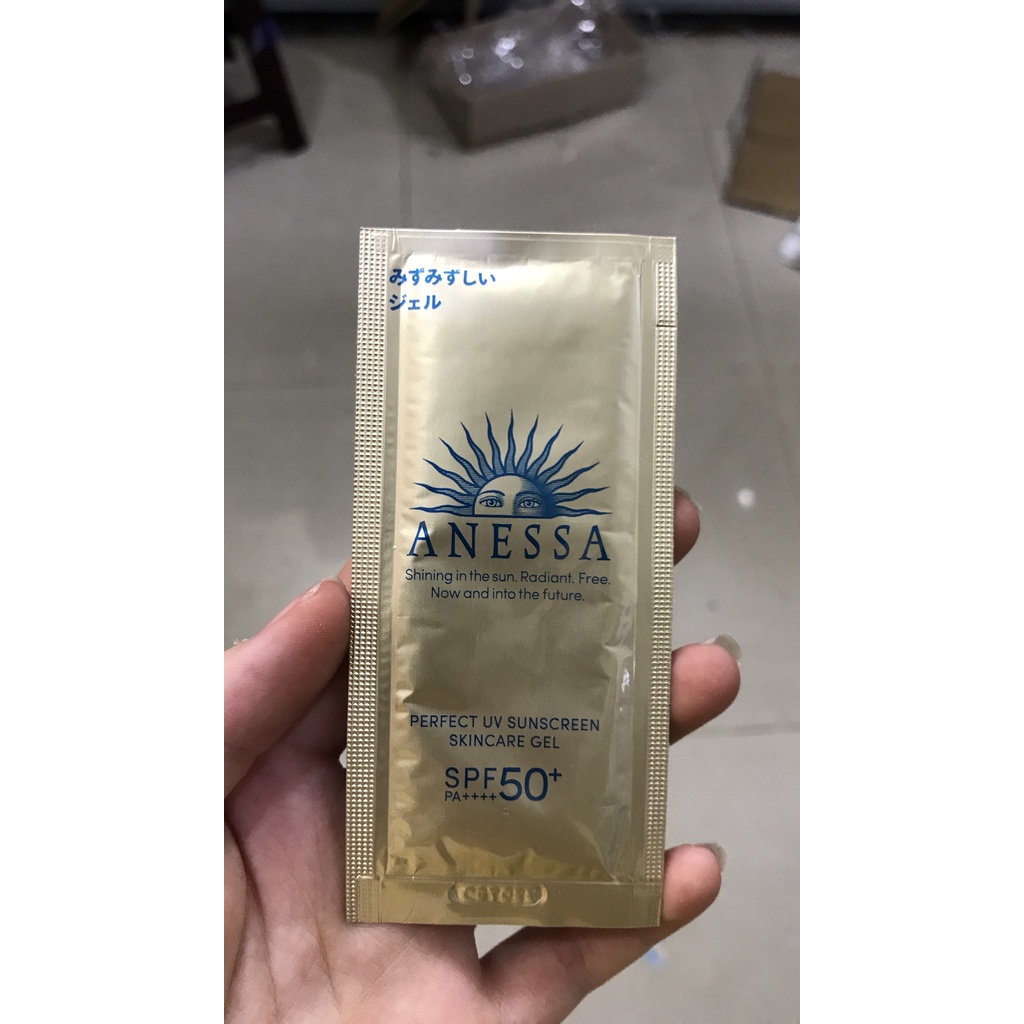 みずみずしい
ジェル
ANESSA
Shining in the sun. Radiant. Free.
Now and into the future.
PERFECT UV SUNSCREEN
SKINCARE GEL
SPF50+
PA++++